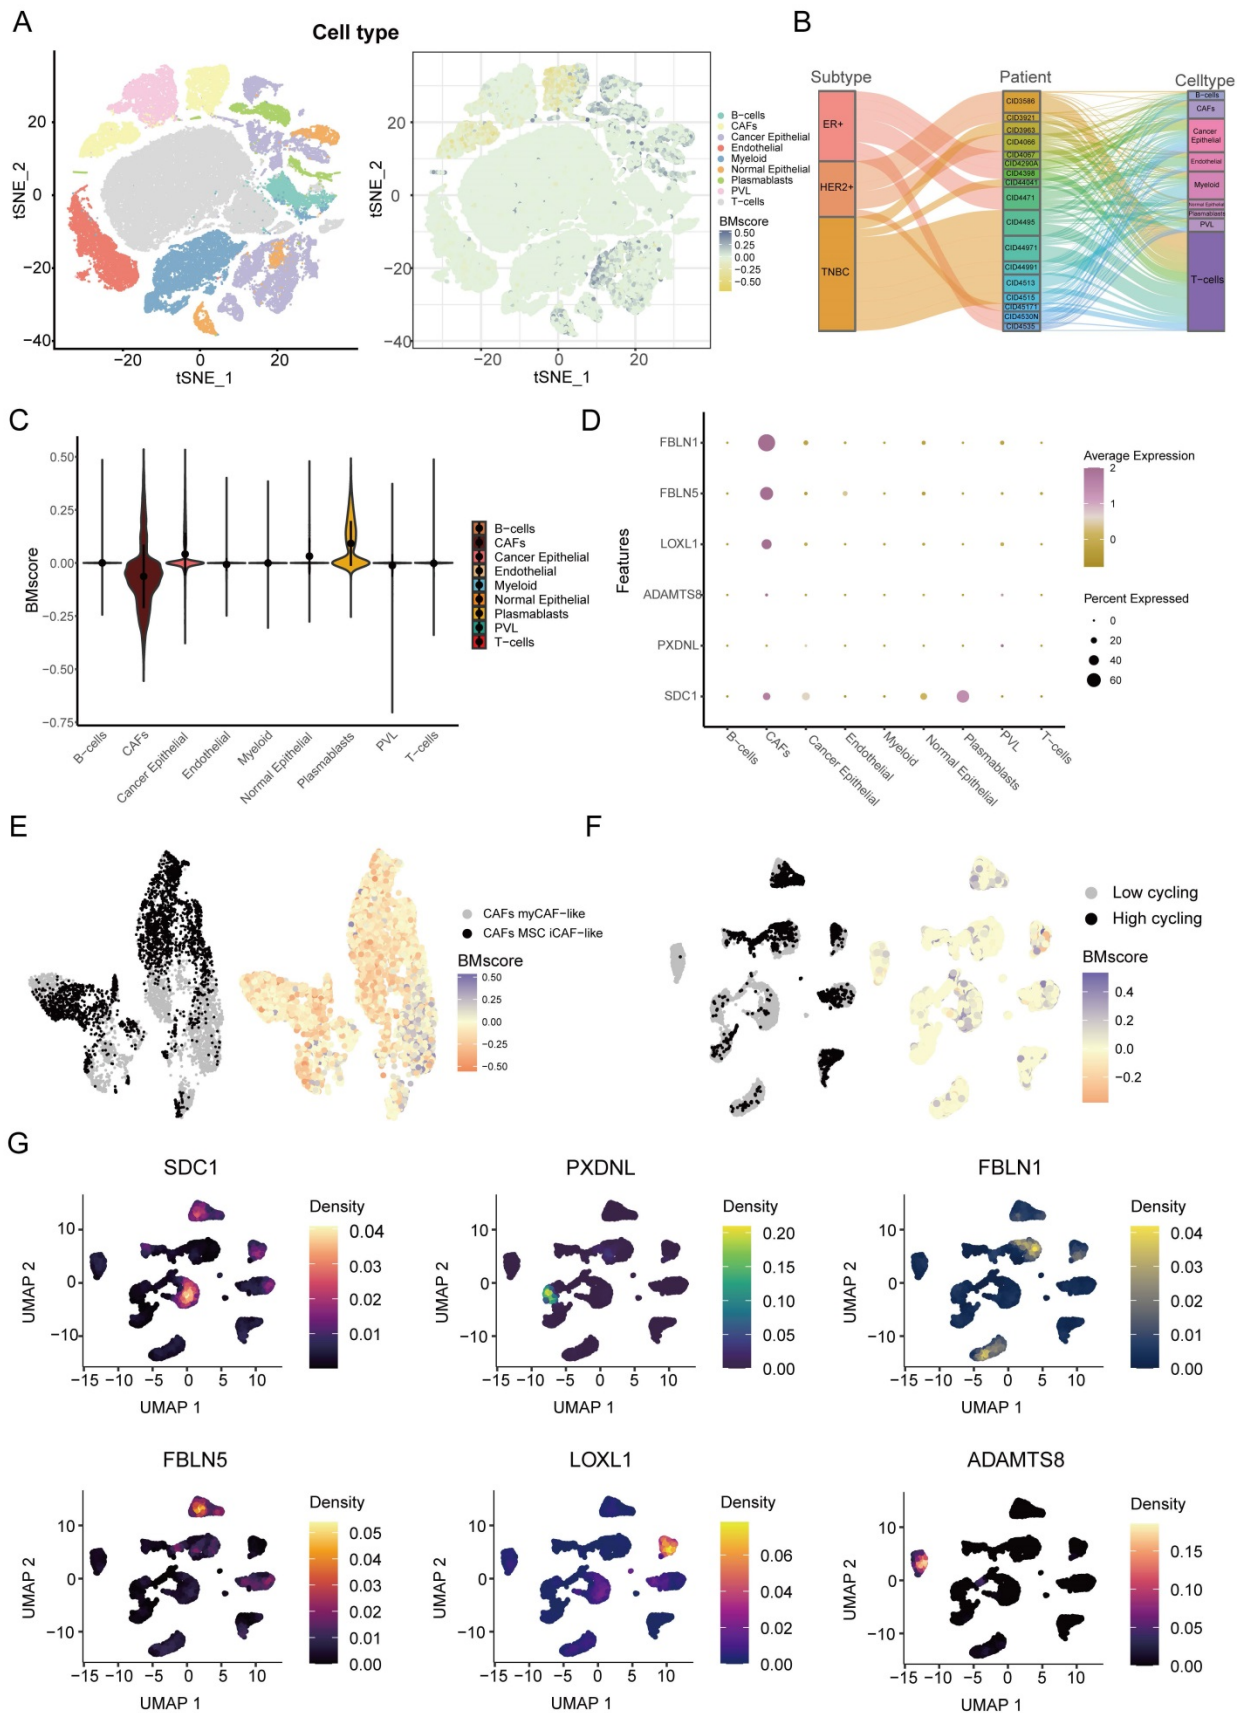 A
Cell type
tSNE_2
20
0
−20
−40
−20
0
20
tSNE_1
20
0
−20
−40
−20
0
20
tSNE_1
B−cells
CAFs
Cancer Epithelial
Endothelial
Myeloid
Normal Epithelial
Plasmablasts
PVL
T−cells
BMscore
0.50
0.25
0.00
−0.25
−0.50
B
Subtype
Patient
Celltype
ER+
HER2+
TNBC
CID3586
CID3921
CID3963
CID4066
CID4067
CID4290A
CID4398
CID44041
CID4471
CID4495
CID44971
CID44991
CID4513
CID4515
CID45171
CID4530N
CID4535
B−cells
CAFs
Cancer
Epithelial
Endothelial
Myeloid
Normal Epithelial
Plasmablasts
PVL
T−cells
C
BMscore
0.50
0.25
0.00
−0.25
−0.50
−0.75
B−cells
CAFs
Cancer Epithelial
Endothelial
Myeloid
Normal Epithelial
Plasmablasts
PVL
T−cells
B−cells
CAFs
Cancer Epithelial
Endothelial
Myeloid
Normal Epithelial
Plasmablasts
PVL
T−cells
D
Features
FBLN1
FBLN5
LOXL1
ADAMTS8
PXDNL
SDC1
B−cells
CAFs
Cancer Epithelial
Endothelial
Myeloid
Normal Epithelial
Plasmablasts
PVL
T−cells
Average Expression
2
1
0
Percent Expressed
0
20
40
60
E
CAFs myCAF−like
CAFs MSC iCAF−like
BMscore
0.50
0.25
0.00
−0.25
−0.50
F
Low cycling
High cycling
BMscore
0.4
0.2
0.0
−0.2
G
SDC1
UMAP 2
10
0
−10
−15 −10 −5 0 5 10
UMAP 1
Density
0.04
0.03
0.02
0.01
PXDNL
UMAP 2
10
0
−10
−15 −10 −5 0 5 10
UMAP 1
Density
0.20
0.15
0.10
0.05
0.00
FBLN1
UMAP 2
10
0
−10
−15 −10 −5 0 5 10
UMAP 1
Density
0.04
0.03
0.02
0.01
0.00
FBLN5
UMAP 2
10
0
−10
−15 −10 −5 0 5 10
UMAP 1
Density
0.05
0.04
0.03
0.02
0.01
0.00
LOXL1
UMAP 2
10
0
−10
−15 −10 −5 0 5 10
UMAP 1
Density
0.06
0.04
0.02
0.00
ADAMTS8
UMAP 2
10
0
−10
−15 −10 −5 0 5 10
UMAP 1
Density
0.15
0.10
0.05
0.00